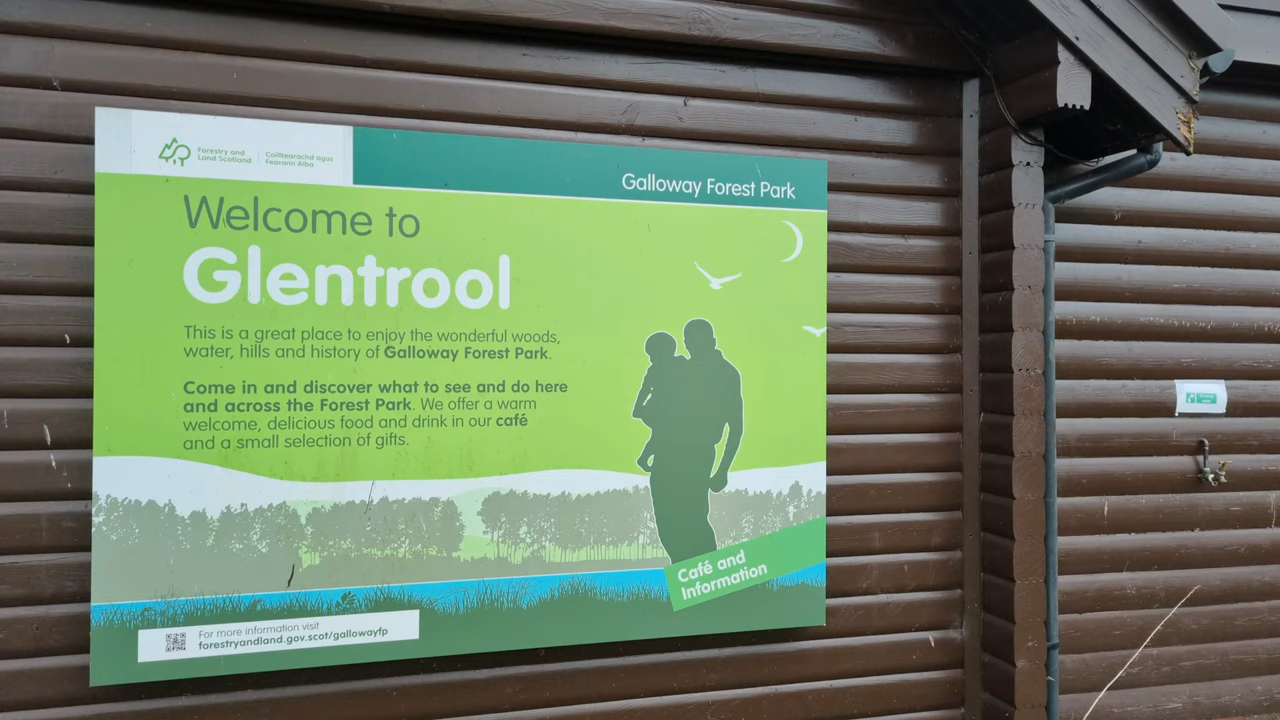 Forestry and
Land Scotland
Coilltearachd agus
Fearann Alba
Galloway Forest Park
Welcome to
Glentrool
This is a great place to enjoy the wonderful woods,
water, hills and history of Galloway Forest Park.
Come in and discover what to see and do here
and across the Forest Park. We offer a warm
welcome, delicious food and drink in our café
and a small selection of gifts.
Café and
Information
For more information visit
forestryandland.gov.scot/gallowayfp